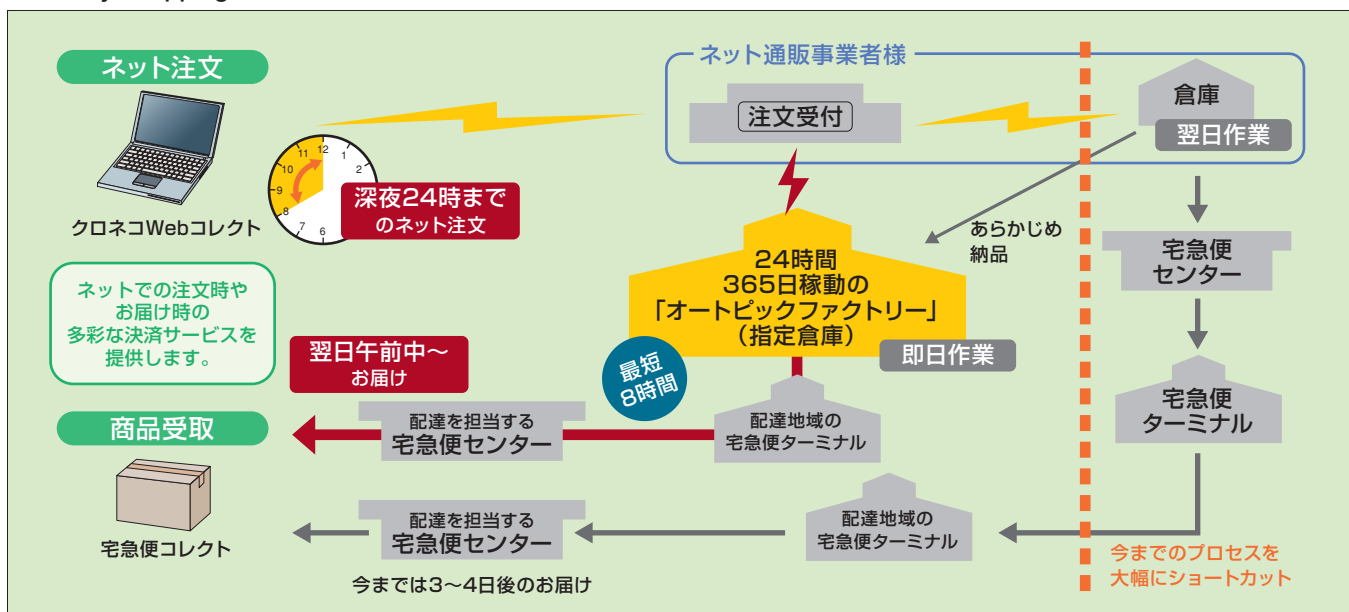 ネット注文
クロネコWebコレクト
12
1
2
6
7
8
9
10
11
深夜24時まで
のネット注文
ネット通販事業者様
注文受付
倉庫
翌日作業
あらかじめ
納品
宅急便
センター
宅急便
ターミナル
24時間
365日稼動の
「オートピックファクトリー」
(指定倉庫)
即日作業
最短
8時間
ネットでの注文時や
お届け時の
多彩な決済サービスを
提供します。
翌日午前中〜
お届け
商品受取
配達を担当する
宅急便センター
配達地域の
宅急便ターミナル
宅急便コレクト
配達を担当する
宅急便センター
配達地域の
宅急便ターミナル
今までは3〜4日後のお届け
今までのプロセスを
大幅にショートカット